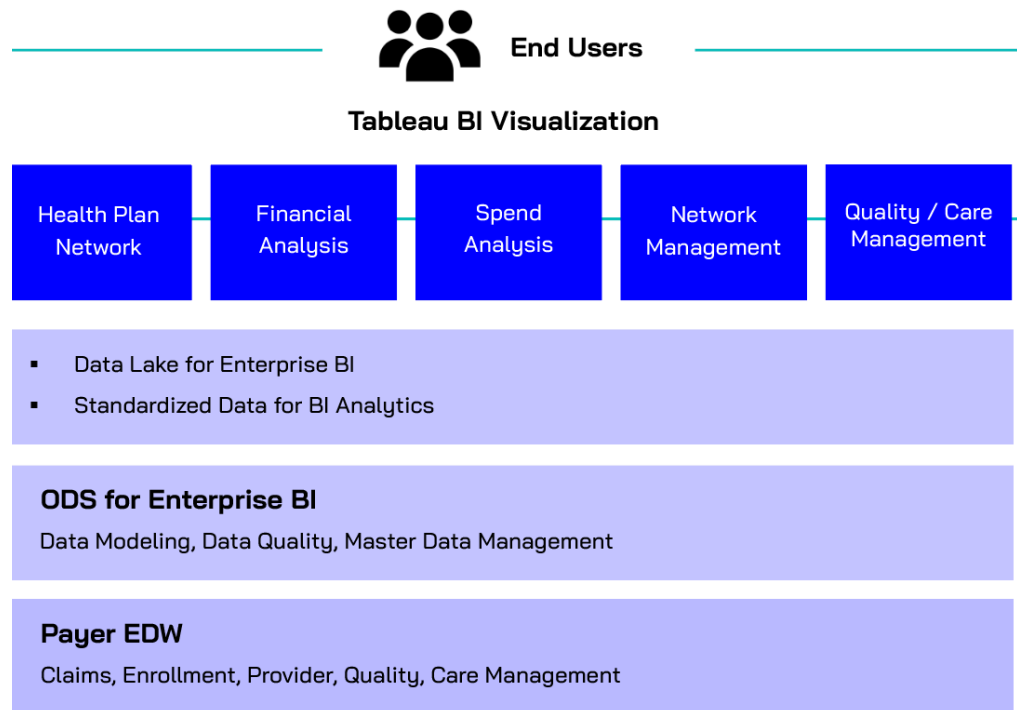 End Users
Tableau BI Visualization
Health Plan
Network
Financial
Analysis
Spend
Analysis
Network
Management
Quality / Care
Management
▪ Data Lake for Enterprise BI
▪ Standardized Data for BI Analytics
ODS for Enterprise BI
Data Modeling, Data Quality, Master Data Management
Payer EDW
Claims, Enrollment, Provider, Quality, Care Management